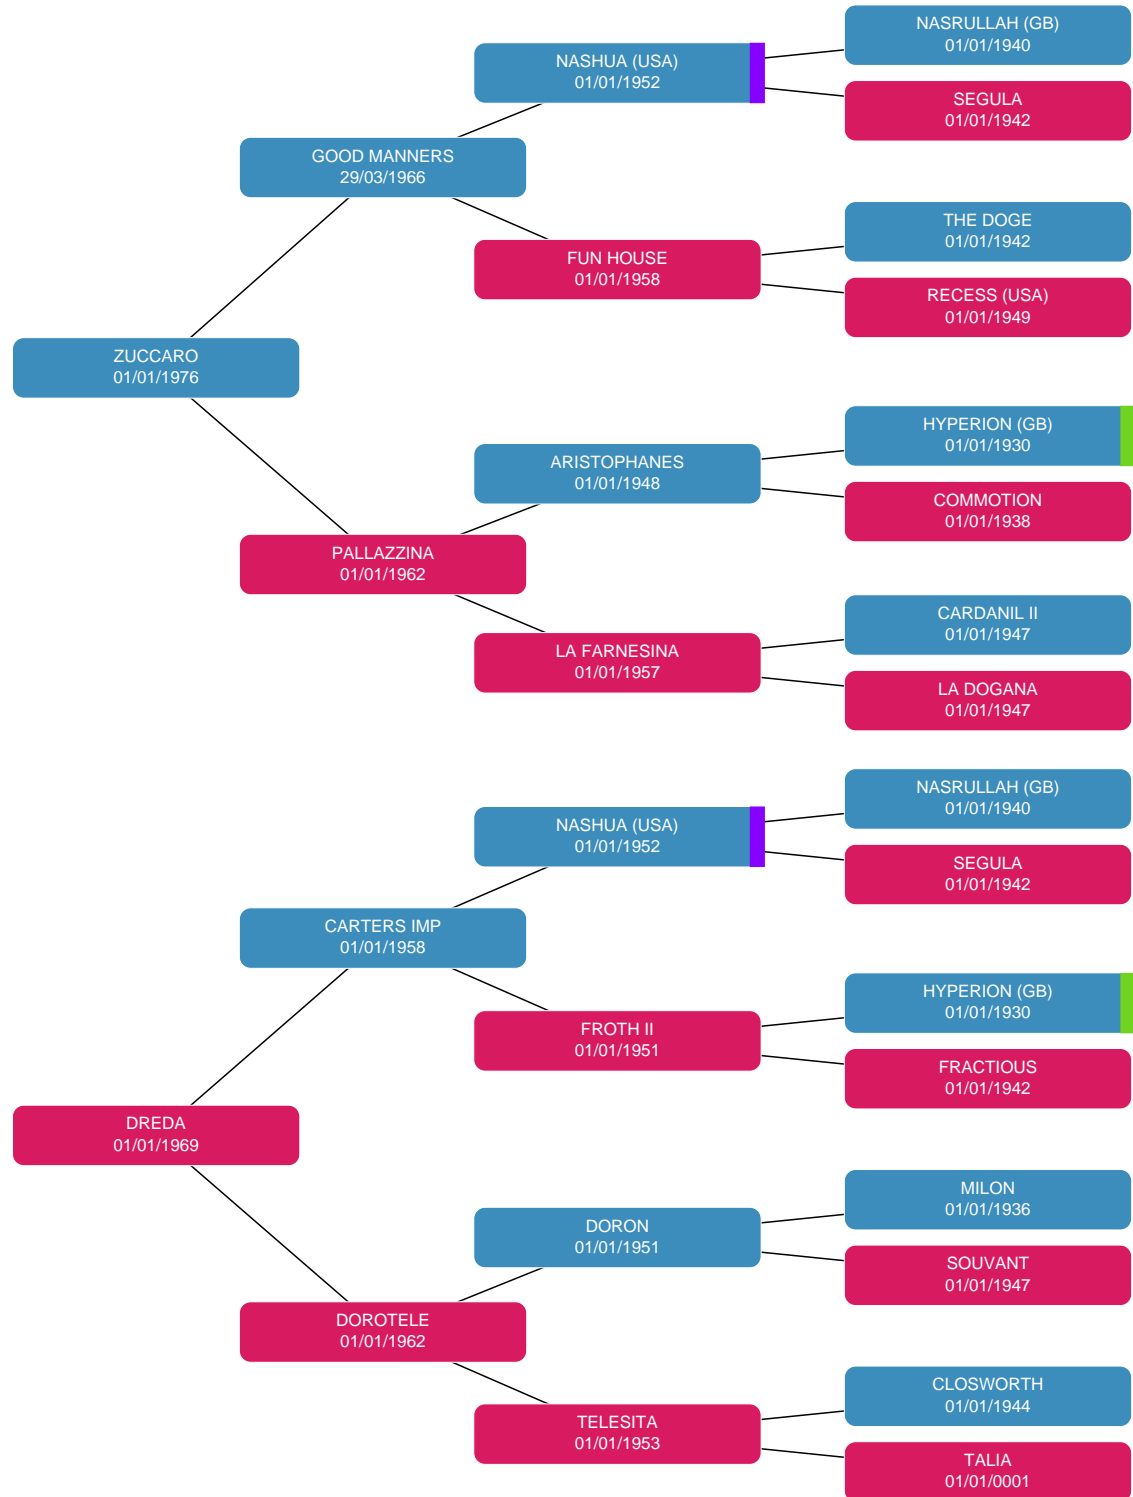 NASRULLAH (GB)
01/01/1940
NASHUA (USA)
01/01/1952
SEGULA
01/01/1942
GOOD MANNERS
29/03/1966
THE DOGE
01/01/1942
FUN HOUSE
01/01/1958
RECESS (USA)
01/01/1949
ZUCCARO
01/01/1976
HYPERION (GB)
01/01/1930
ARISTOPHANES
01/01/1948
COMMOTION
01/01/1938
PALLAZZINA
01/01/1962
CARDANIL II
01/01/1947
LA FARNESINA
01/01/1957
LA DOGANA
01/01/1947
NASRULLAH (GB)
01/01/1940
NASHUA (USA)
01/01/1952
SEGULA
01/01/1942
CARTERS IMP
01/01/1958
HYPERION (GB)
01/01/1930
FROTH II
01/01/1951
FRACTIOUS
01/01/1942
DREDA
01/01/1969
MILON
01/01/1936
DORON
01/01/1951
SOUVANT
01/01/1947
DOROTELE
01/01/1962
CLOSWORTH
01/01/1944
TELESITA
01/01/1953
TALIA
01/01/0001